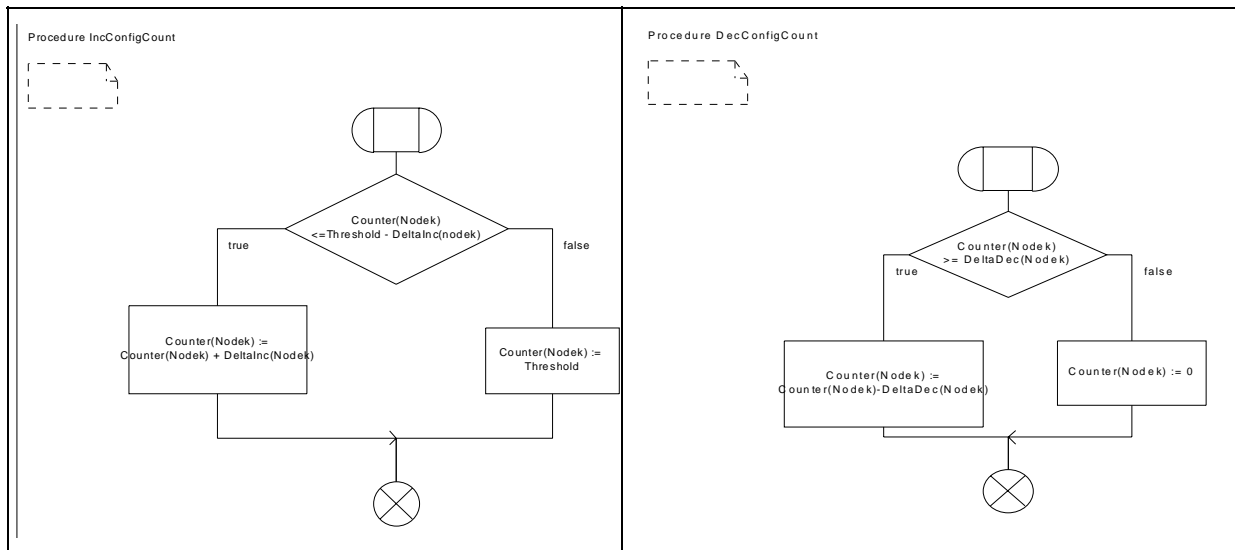 Procedure IncConfigCount
Counter(Nodek)
<=Threshold - DeltaInc(nodek)
true
false
Counter(Nodek) :=
Counter(Nodek) + DeltaInc(Nodek)
Counter(Nodek) :=
Threshold
Procedure DecConfigCount
Counter(Nodek)
>= DeltaDec(Nodek)
true
false
Counter(Nodek) :=
Counter(Nodek)-DeltaDec(Nodek)
Counter(Nodek) := 0